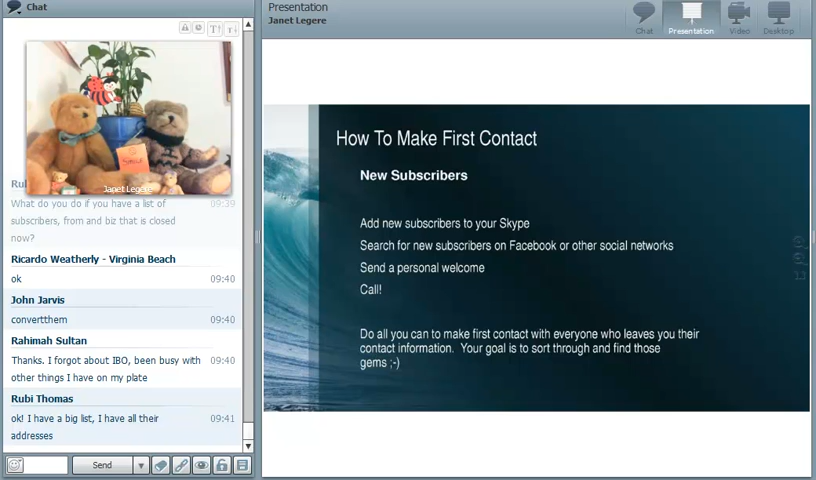 Chat
Presentation
Janet Legere
Chat
Presentation
Video
Desktop
SMILE
Janet Legere
What do you do if you have a list of
09:39
subscribers, from and biz that is closed
now?
Ricardo Weatherly - Virginia Beach
ok
09:40
John Jarvis
convertthem
09:40
Rahimah Sultan
Thanks. I forgot about IBO, been busy with
09:40
other things I have on my plate
Rubi Thomas
ok! I have a big list, I have all their
09:41
addresses
Send
How To Make First Contact
New Subscribers
Add new subscribers to your Skype
Search for new subscribers on Facebook or other social networks
Send a personal welcome
Call!
Do all you can to make first contact with everyone who leaves you their
contact information. Your goal is to sort through and find those
gems ;-)